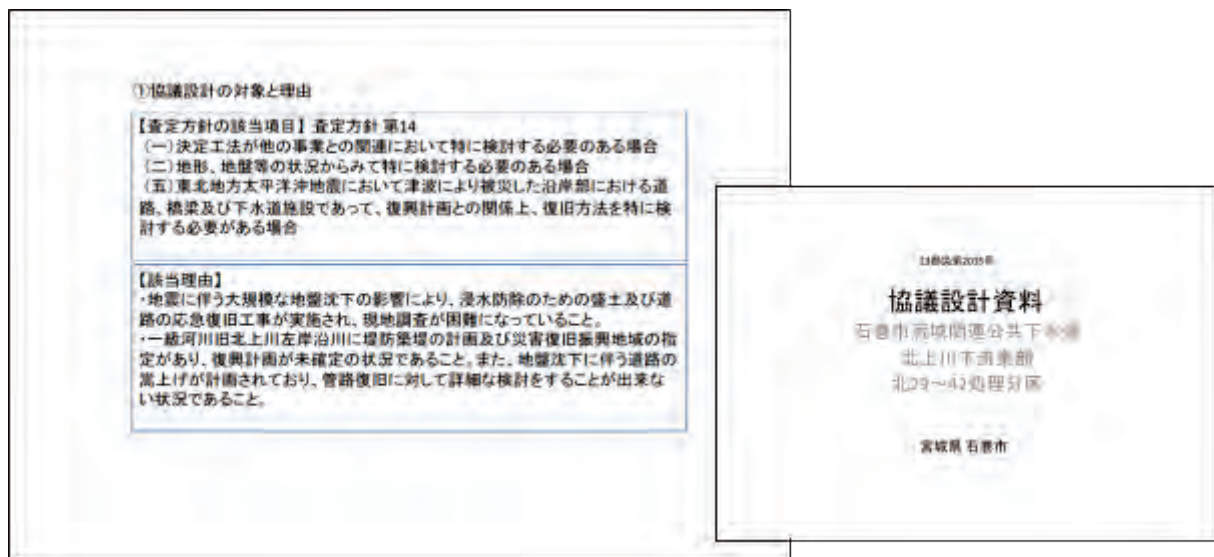 ①協議設計の対象と理由
【査定方針の該当項目】査定方針 第14
(一)決定工法が他の事業との関連において特に検討する必要のある場合
(二)地形、地盤等の状況からみて特に検討する必要のある場合
(五)東北地方太平洋沖地震において津波により被災した沿岸部における道
路、橋梁及び下水道施設であって、復興計画との関係上、復旧方法を特に検
討する必要がある場合
【該当理由】
・地震に伴う大規模な地盤沈下の影響により、浸水防除のための盛土及び道
路の応急復旧工事が実施され、現地調査が困難になっていること。
・一級河川旧北上川左岸沿川に堤防築堤の計画及び災害復旧振興地域の指
定があり、復興計画が未確定の状況であること。また、地盤沈下に伴う道路の
嵩上げが計画されており、管路復旧に対して詳細な検討をすることが出来な
い状況であること。
協議設計資料
石巻市流域関連公共下水道
北上川下流東部
北29～42処理分区
宮城県 石巻市